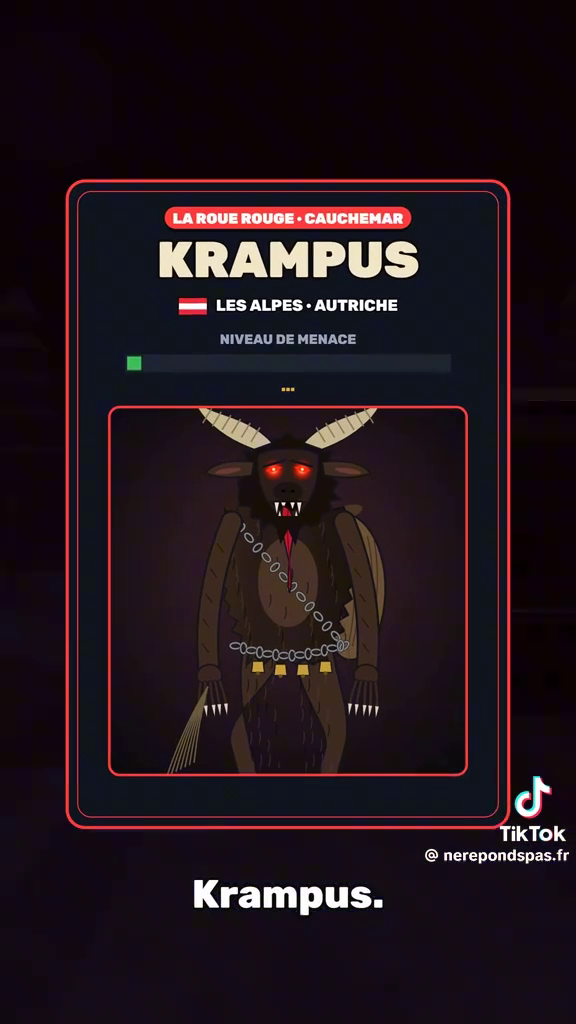 LA ROUE ROUGE • CAUCHEMAR
KRAMPUS
LES ALPES • AUTRICHE
NIVEAU DE MENACE
...
TikTok
@ nerepondspas.fr
Krampus.